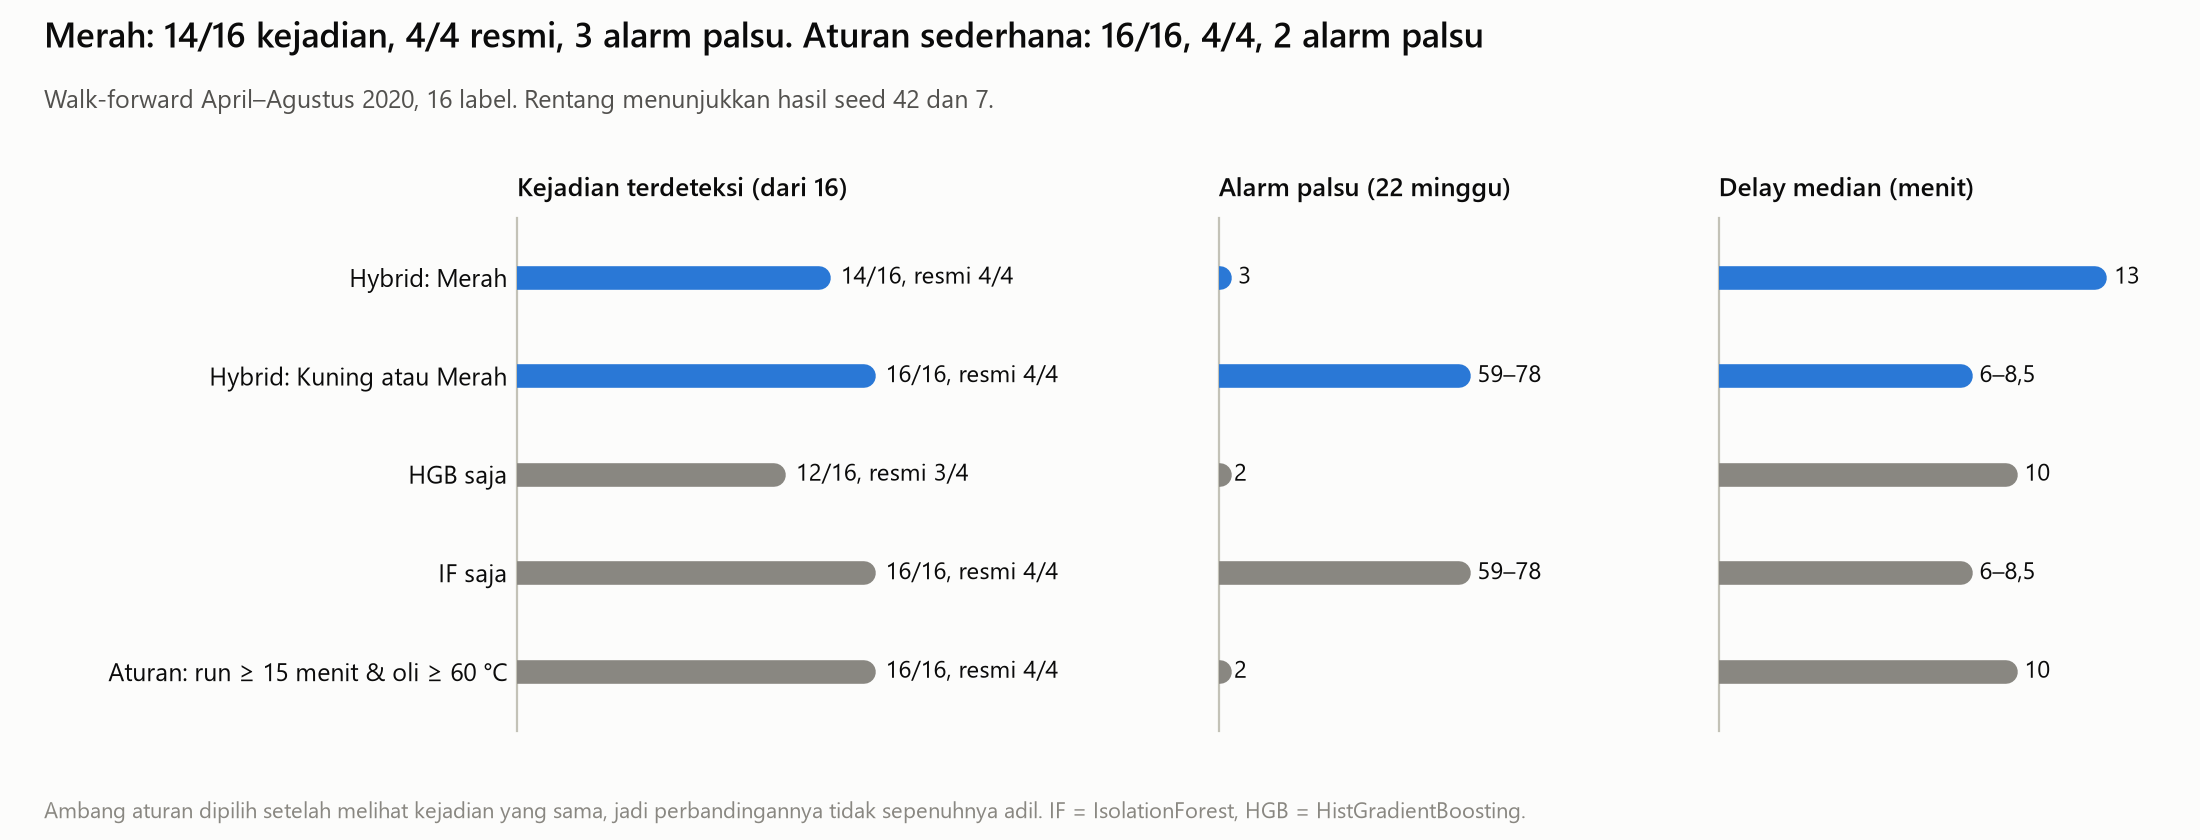 Merah: 14/16 kejadian, 4/4 resmi, 3 alarm palsu. Aturan sederhana: 16/16, 4/4, 2 alarm palsu
Walk-forward April–Agustus 2020, 16 label. Rentang menunjukkan hasil seed 42 dan 7.
Kejadian terdeteksi (dari 16)
Alarm palsu (22 minggu)
Delay median (menit)
Hybrid: Merah
14/16, resmi 4/4
3
13
Hybrid: Kuning atau Merah
16/16, resmi 4/4
59–78
6–8,5
HGB saja
12/16, resmi 3/4
2
10
IF saja
16/16, resmi 4/4
59–78
6–8,5
Aturan: run ≥ 15 menit & oli ≥ 60 °C
16/16, resmi 4/4
2
10
Ambang aturan dipilih setelah melihat kejadian yang sama, jadi perbandingannya tidak sepenuhnya adil. IF = IsolationForest, HGB = HistGradientBoosting.